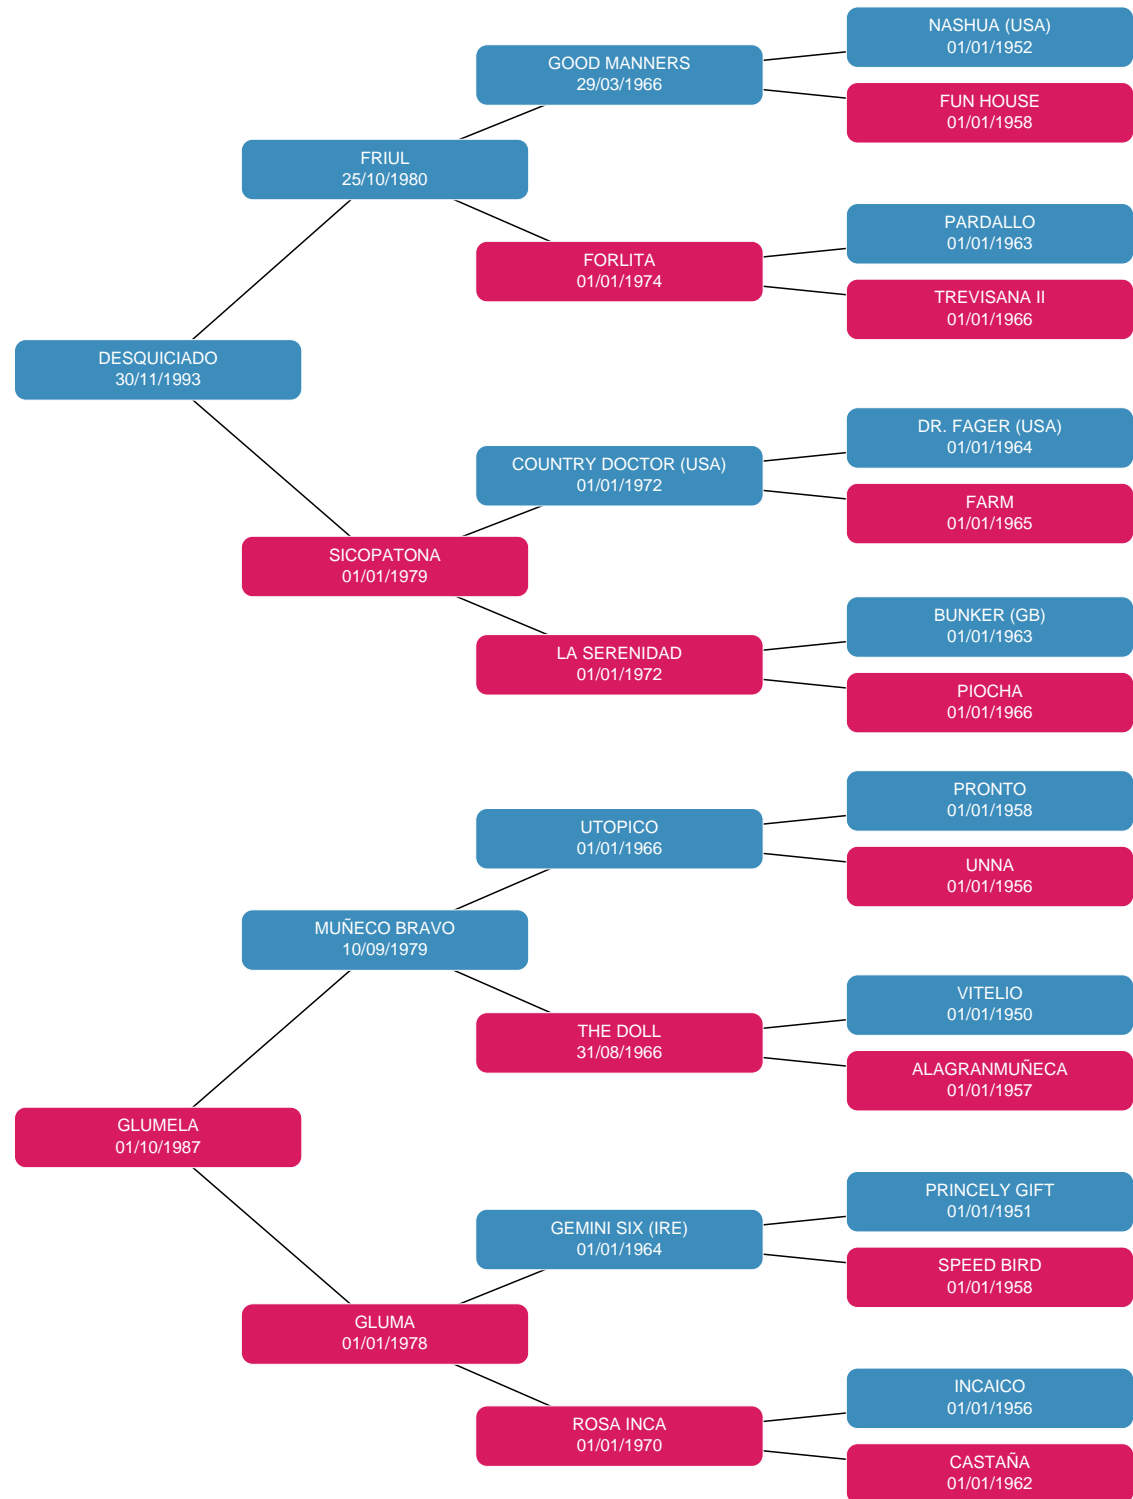 NASHUA (USA)
01/01/1952
GOOD MANNERS
29/03/1966
FUN HOUSE
01/01/1958
FRIUL
25/10/1980
PARDALLO
01/01/1963
FORLITA
01/01/1974
TREVISANA II
01/01/1966
DESQUICIADO
30/11/1993
DR. FAGER (USA)
01/01/1964
COUNTRY DOCTOR (USA)
01/01/1972
FARM
01/01/1965
SICOPATONA
01/01/1979
BUNKER (GB)
01/01/1963
LA SERENIDAD
01/01/1972
PIOCHA
01/01/1966
PRONTO
01/01/1958
UTOPICO
01/01/1966
UNNA
01/01/1956
MUÑECO BRAVO
10/09/1979
VITELIO
01/01/1950
THE DOLL
31/08/1966
ALAGRANMUÑECA
01/01/1957
GLUMELA
01/10/1987
PRINCELY GIFT
01/01/1951
GEMINI SIX (IRE)
01/01/1964
SPEED BIRD
01/01/1958
GLUMA
01/01/1978
INCAICO
01/01/1956
ROSA INCA
01/01/1970
CASTAÑA
01/01/1962